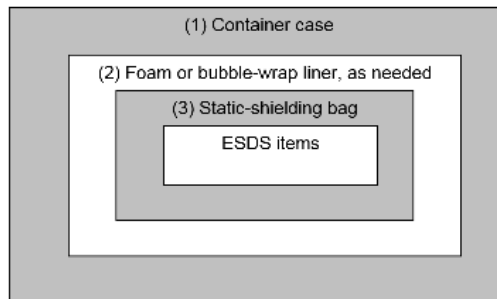 (1) Container case
(2) Foam or bubble-wrap liner, as needed
(3) Static-shielding bag
ESDS items